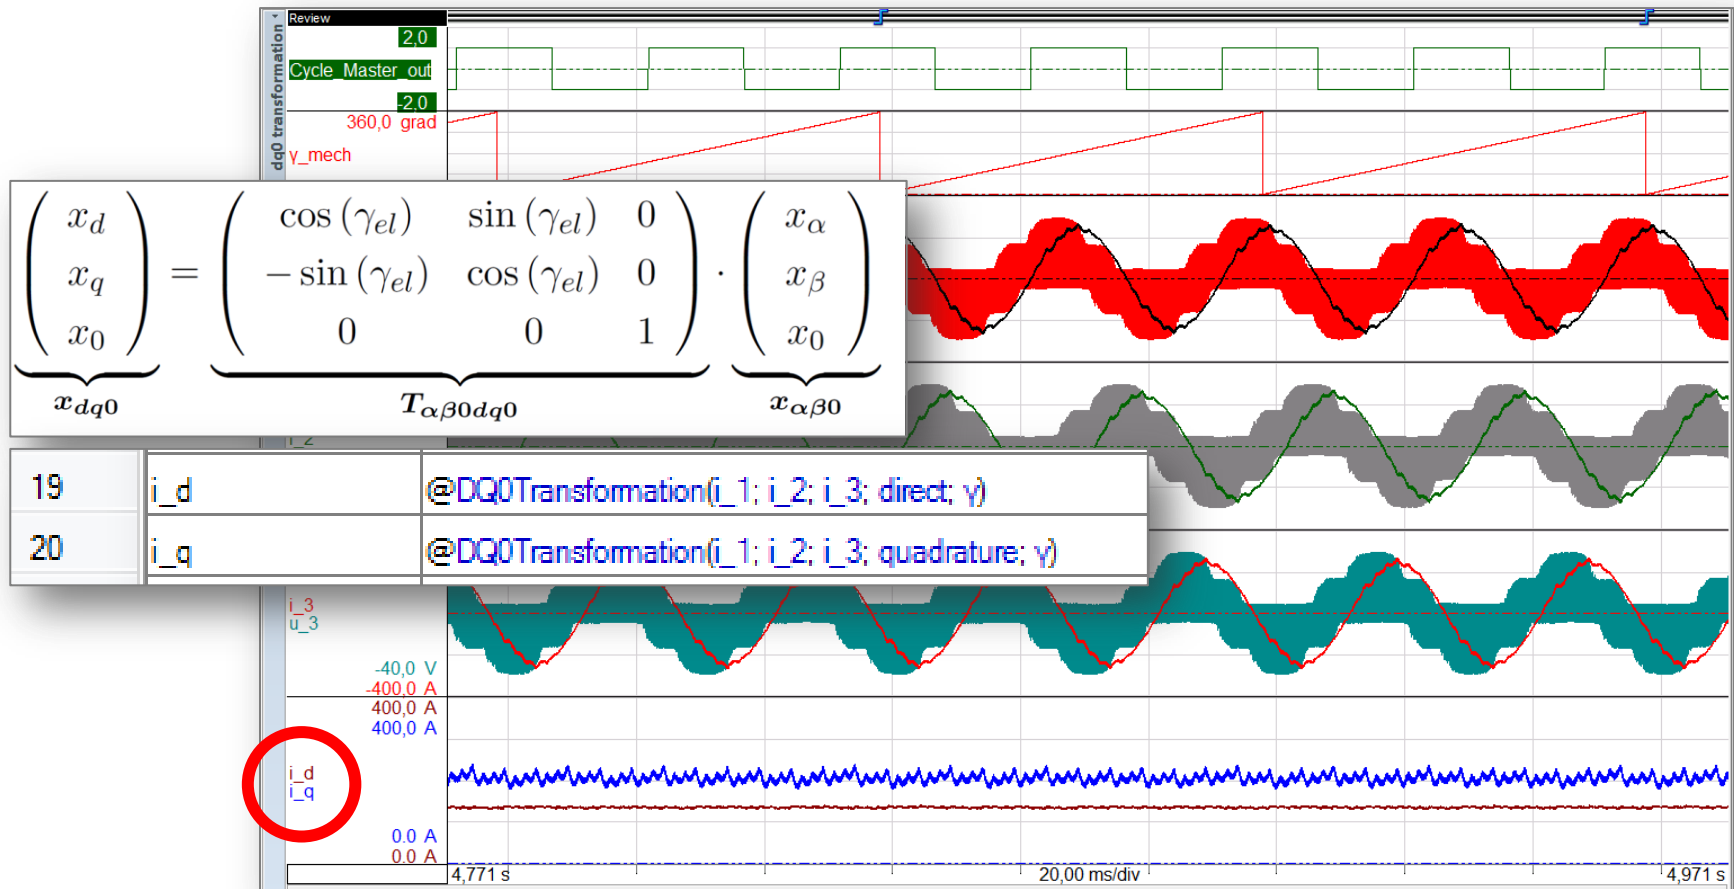 Review
dq0 transformation
2,0
Cycle_Master_out
-2,0
360,0 grad
γ_mech
( x_d x_q x_0 ) = ( cos (γ_el) sin (γ_el) 0
− sin (γ_el) cos (γ_el) 0
0 0 1 ) · ( x_α x_β x_0 )
x_dq0 T_αβ0dq0 x_αβ0
i_2
19 i_d @DQ0Transformation(i_1; i_2; i_3; direct; γ)
20 i_q @DQ0Transformation(i_1; i_2; i_3; quadrature; γ)
i_3
u_3
-40,0 V
-400,0 A
400,0 A
400,0 A
i_d
i_q
0.0 A
0.0 A
4,771 s 20,00 ms/div 4,971 s